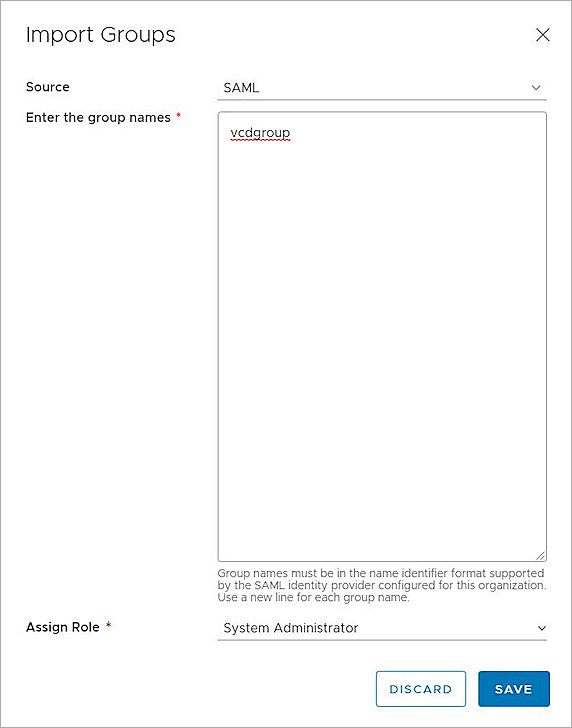 Import Groups
Source
SAML
Enter the group names *
vcdgroup
Group names must be in the name identifier format supported
by the SAML identity provider configured for this organization.
Use a new line for each group name.
Assign Role *
System Administrator
DISCARD
SAVE